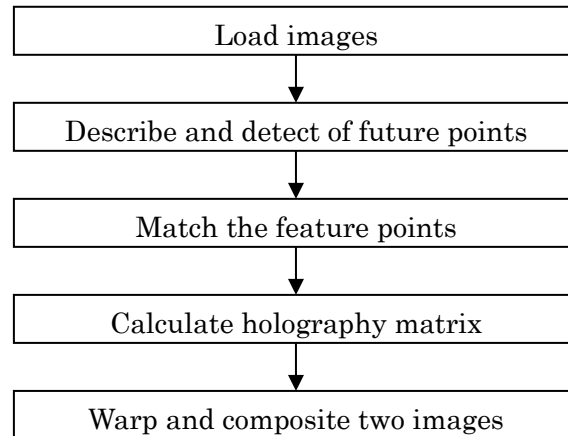 Load images
Describe and detect of future points
Match the feature points
Calculate holography matrix
Warp and composite two images